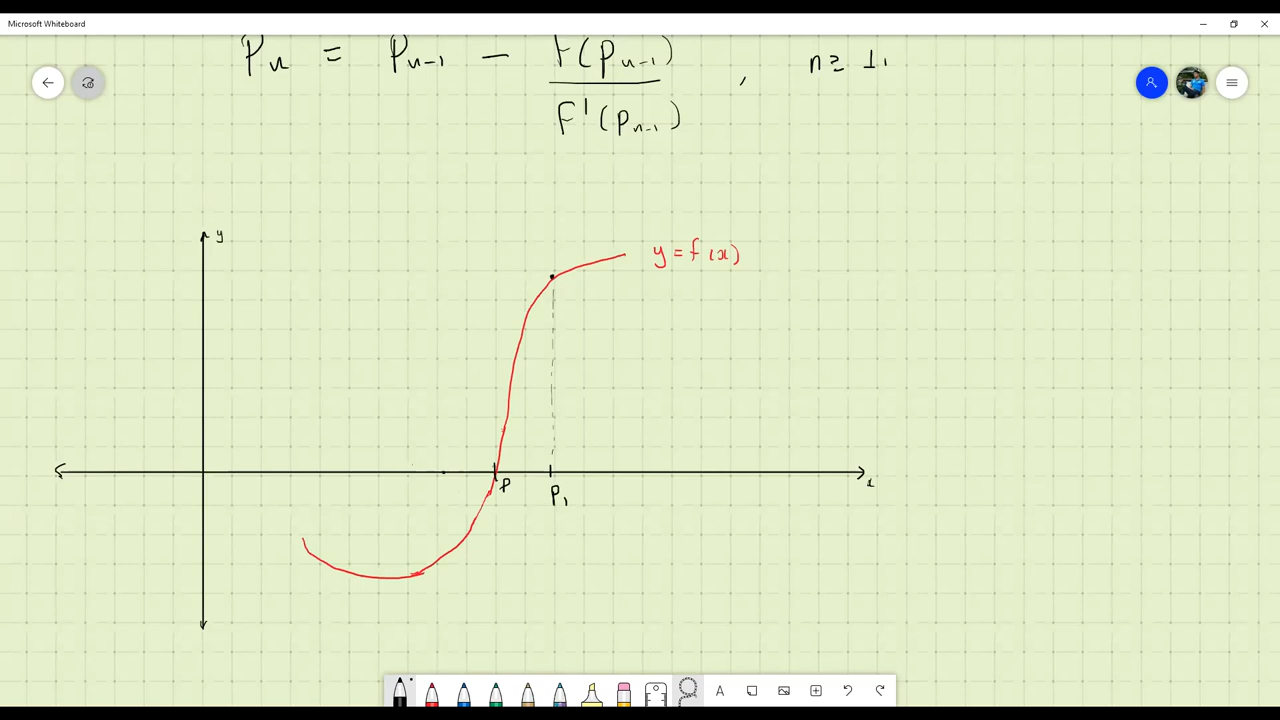 Microsoft Whiteboard
Pn = Pn-1 - f(Pn-1) / F'(Pn-1) , n ≥ 1.
y
y = f(x)
P
P1
x
A